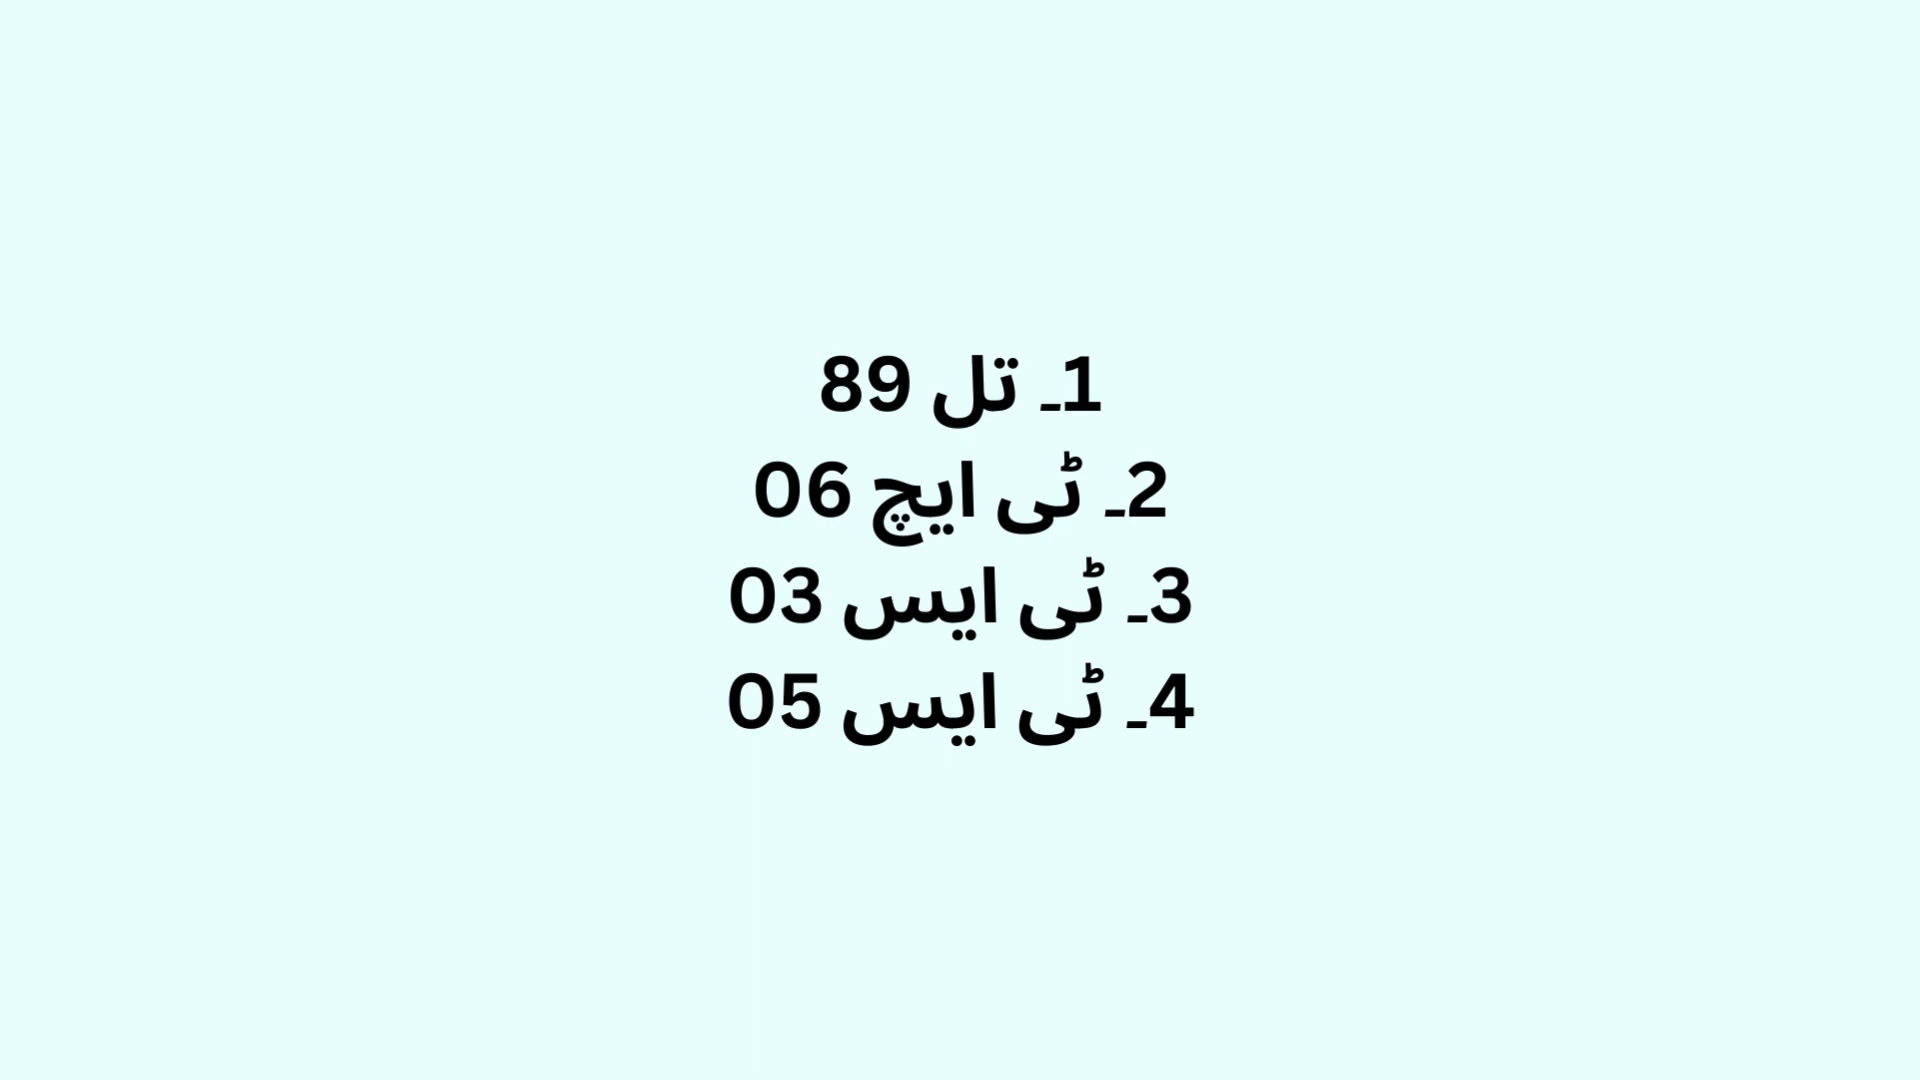 1۔ تل 89
2۔ ٹی ایچ 06
3۔ ٹی ایس 03
4۔ ٹی ایس 05